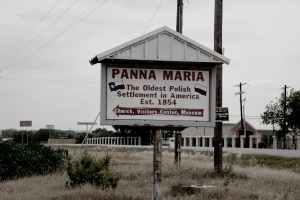 PANNA MARIA
The Oldest Polish
Settlement in America
Est. 1854
Church, Visitors Center, Museum